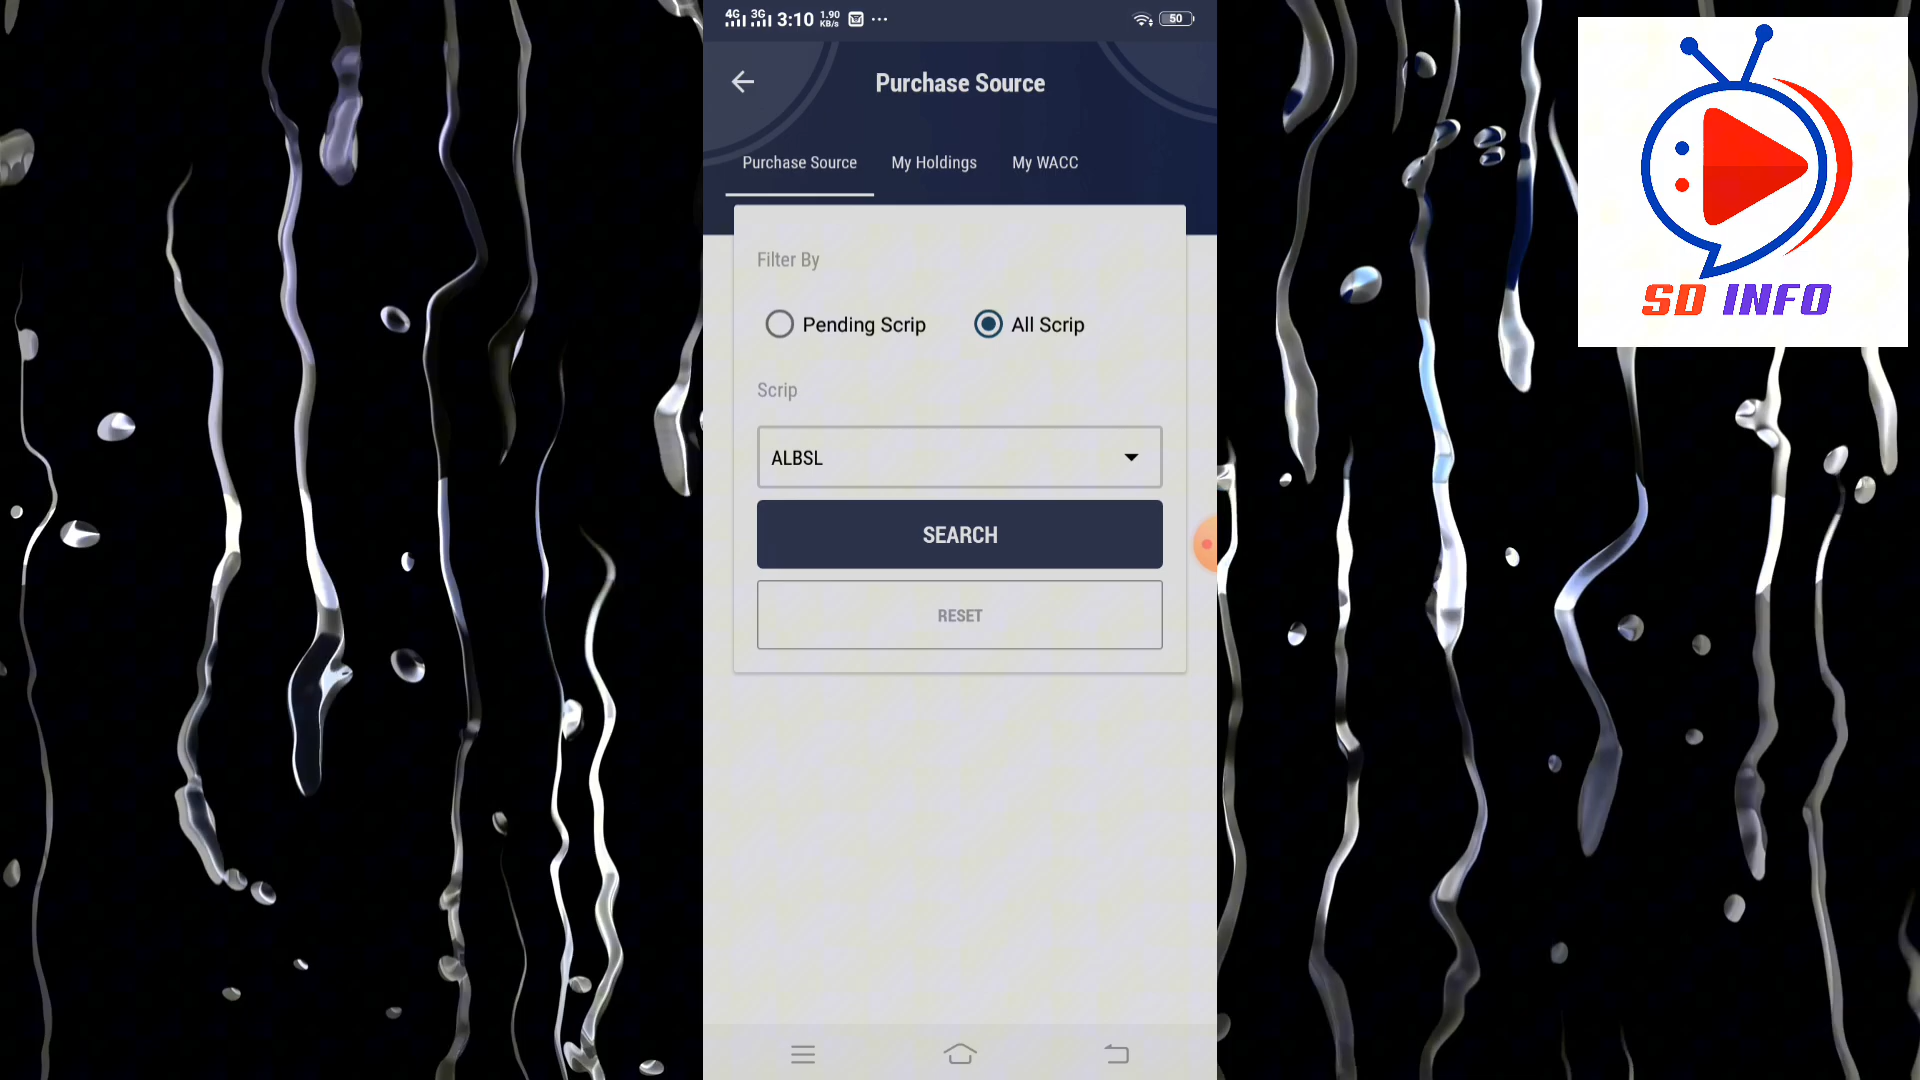 4G 3G 3:10 1.90 KB/s ... 50
Purchase Source
Purchase Source My Holdings My WACC
Filter By
Pending Scrip All Scrip
Scrip
ALBSL
SEARCH
RESET
SD INFO